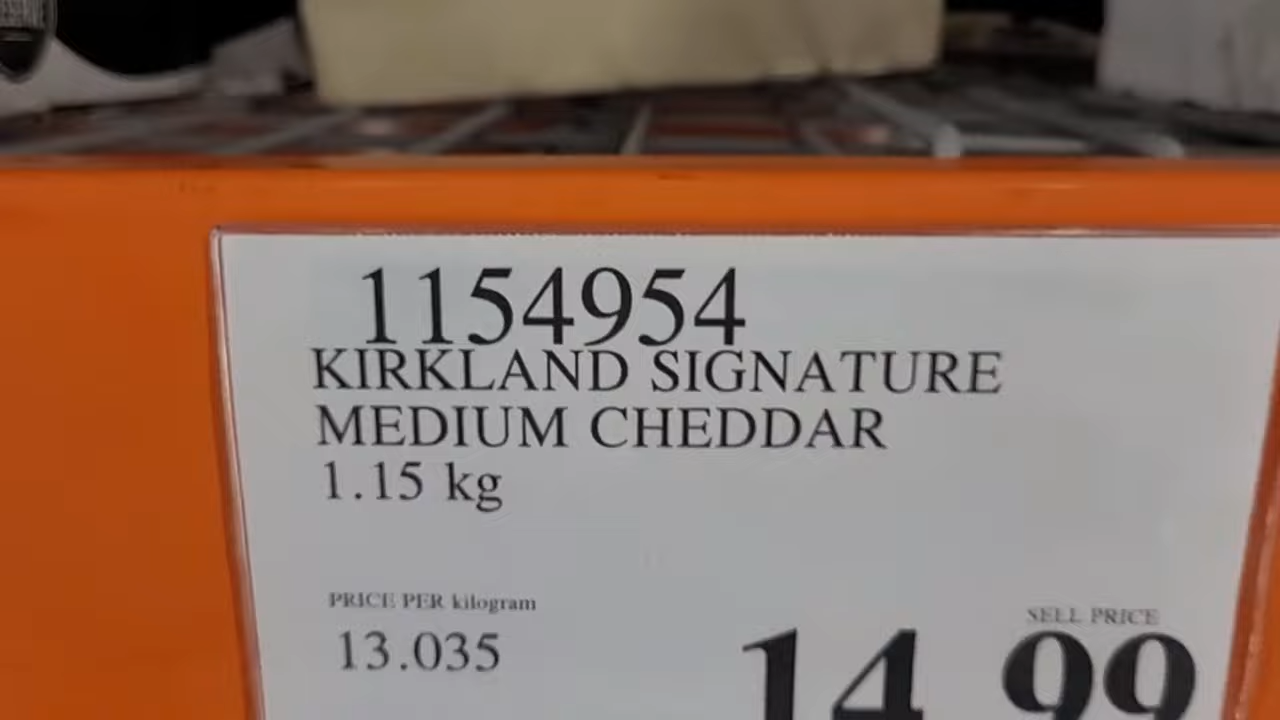 1154954
KIRKLAND SIGNATURE
MEDIUM CHEDDAR
1.15 kg
PRICE PER kilogram
13.035
SELL PRICE
14.99